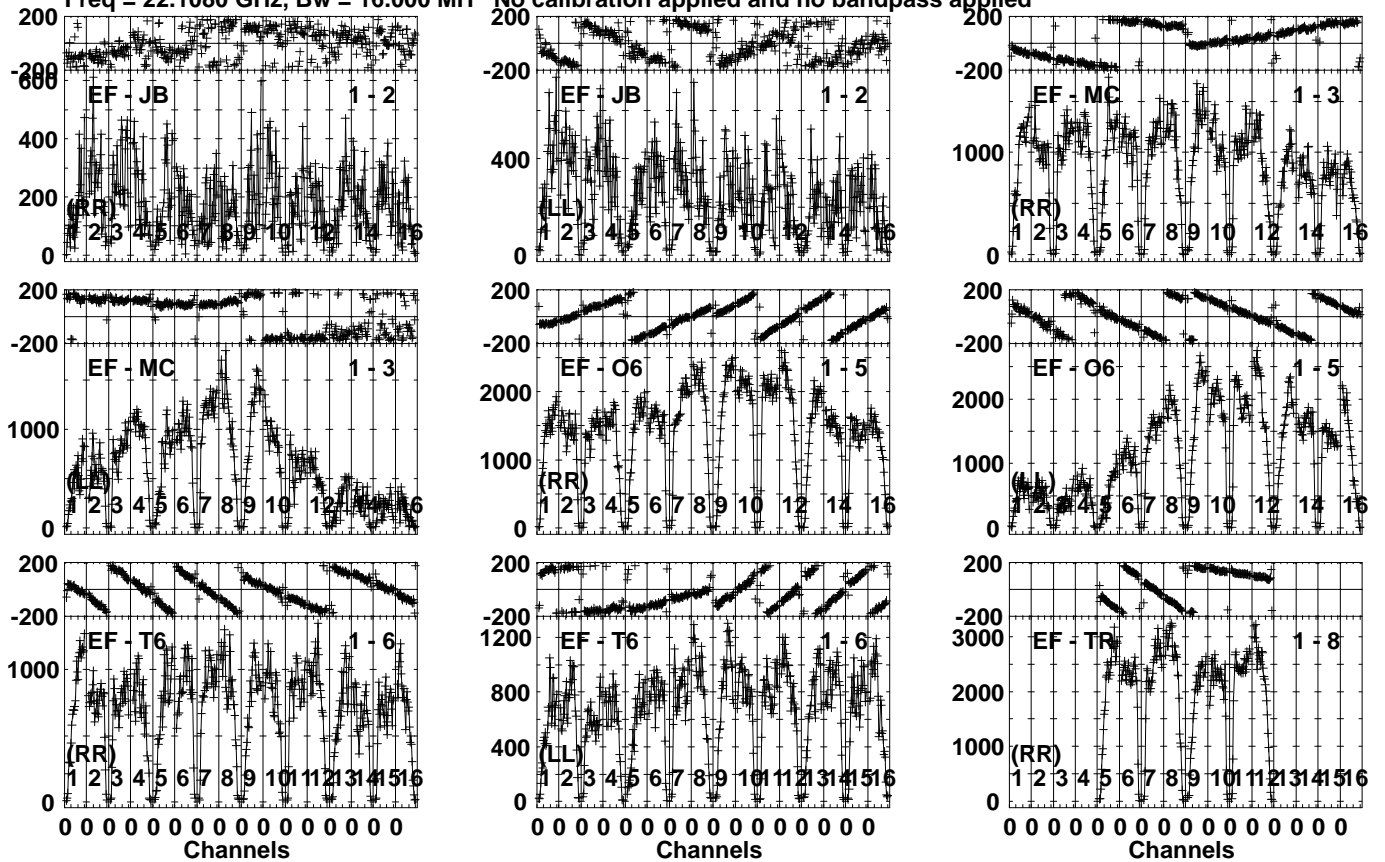 Freq = 22.1080 GHz, Bw = 16.000 MH No calibration applied and no bandpass applied
200
-200
600
400
200
0
EF - JB 1 - 2
(RR)
1 2 3 4 5 6 7 8 9 10 12 14 16
200
-200
400
0
EF - JB 1 - 2
(LL)
1 2 3 4 5 6 7 8 9 10 12 14 16
200
-200
1000
0
EF - MC 1 - 3
(RR)
1 2 3 4 5 6 7 8 9 10 12 14 16
200
-200
1000
0
EF - MC 1 - 3
(LL)
1 2 3 4 5 6 7 8 9 10 12 14 16
200
-200
2000
1000
0
EF - O6 1 - 5
(RR)
1 2 3 4 5 6 7 8 9 10 12 14 16
200
-200
2000
1000
0
EF - O6 1 - 5
(LL)
1 2 3 4 5 6 7 8 9 10 12 14 16
200
-200
1000
0
EF - T6 1 - 6
(RR)
1 2 3 4 5 6 7 8 9 10 11 12 13 14 15 16
0 0 0 0 0 0 0 0 0 0 0 0 0 0 0 0
Channels
200
-200
1200
800
400
0
EF - T6 1 - 6
(LL)
1 2 3 4 5 6 7 8 9 10 11 12 13 14 15 16
0 0 0 0 0 0 0 0 0 0 0 0 0 0 0 0
Channels
200
-200
3000
2000
1000
0
EF - TR 1 - 8
(RR)
1 2 3 4 5 6 7 8 9 10 11 12 13 14 15 16
0 0 0 0 0 0 0 0 0 0 0 0 0 0 0 0
Channels